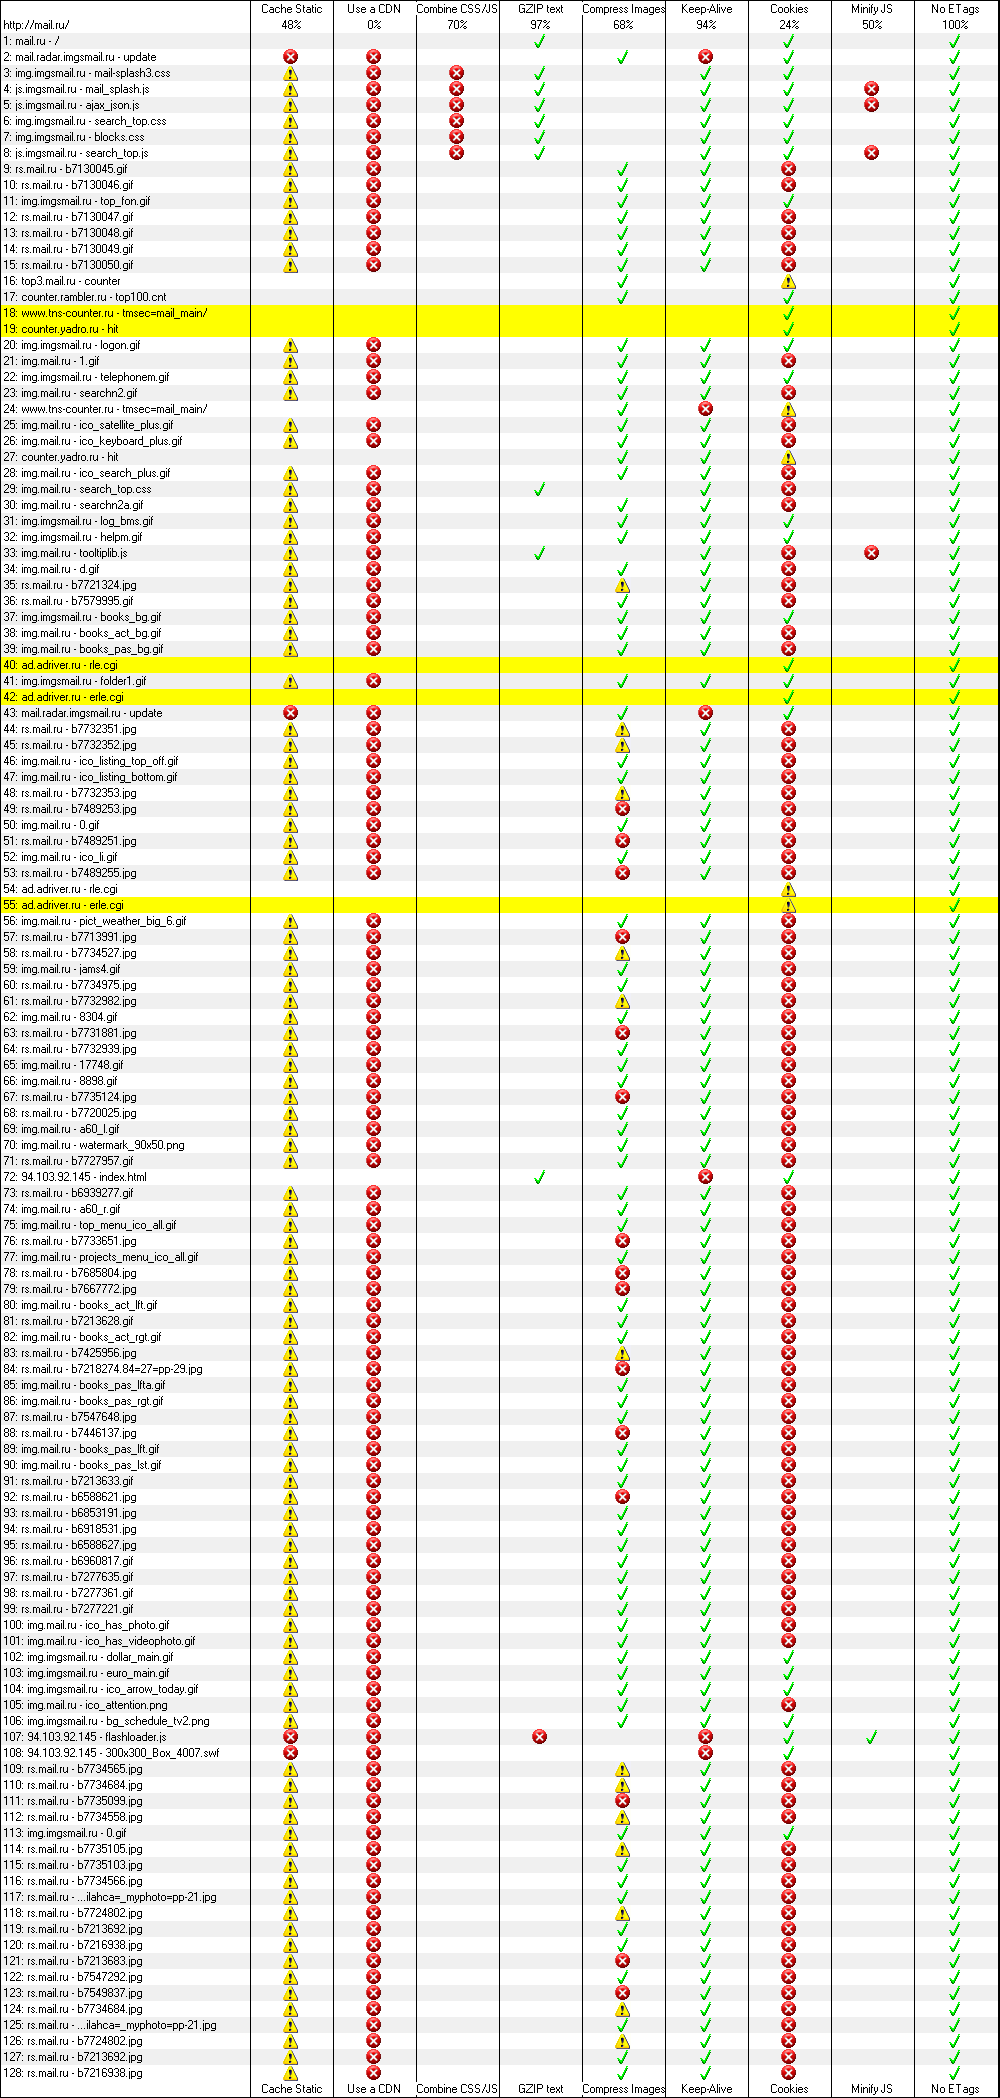 Cache Static Use a CDN Combine CSS/JS GZIP text Compress Images Keep-Alive Cookies Minify JS No ETags
http://mail.ru/ 48% 0% 70% 97% 68% 94% 24% 50% 100%
1: mail.ru - /
2: mail.radar.imgsmail.ru - update
3: img.imgsmail.ru - mail-splash3.css
4: js.imgsmail.ru - mail_splash.js
5: js.imgsmail.ru - ajax_json.js
6: img.imgsmail.ru - search_top.css
7: img.imgsmail.ru - blocks.css
8: js.imgsmail.ru - search_top.js
9: rs.mail.ru - b7130045.gif
10: rs.mail.ru - b7130046.gif
11: img.imgsmail.ru - top_fon.gif
12: rs.mail.ru - b7130047.gif
13: rs.mail.ru - b7130048.gif
14: rs.mail.ru - b7130049.gif
15: rs.mail.ru - b7130050.gif
16: top3.mail.ru - counter
17: counter.rambler.ru - top100.cnt
18: www.tns-counter.ru - tmsec=mail_main/
19: counter.yadro.ru - hit
20: img.imgsmail.ru - logon.gif
21: img.mail.ru - 1.gif
22: img.imgsmail.ru - telephonem.gif
23: img.mail.ru - searchn2.gif
24: www.tns-counter.ru - tmsec=mail_main/
25: img.mail.ru - ico_satellite_plus.gif
26: img.mail.ru - ico_keyboard_plus.gif
27: counter.yadro.ru - hit
28: img.mail.ru - ico_search_plus.gif
29: img.mail.ru - search_top.css
30: img.mail.ru - searchn2a.gif
31: img.imgsmail.ru - log_bms.gif
32: img.imgsmail.ru - helpm.gif
33: img.mail.ru - tooltiplib.js
34: img.mail.ru - d.gif
35: rs.mail.ru - b7721324.jpg
36: rs.mail.ru - b7579995.gif
37: img.imgsmail.ru - books_bg.gif
38: img.mail.ru - books_act_bg.gif
39: img.mail.ru - books_pas_bg.gif
40: ad.adriver.ru - rle.cgi
41: img.imgsmail.ru - folder1.gif
42: ad.adriver.ru - erle.cgi
43: mail.radar.imgsmail.ru - update
44: rs.mail.ru - b7732351.jpg
45: rs.mail.ru - b7732352.jpg
46: img.mail.ru - ico_listing_top_off.gif
47: img.mail.ru - ico_listing_bottom.gif
48: rs.mail.ru - b7732353.jpg
49: rs.mail.ru - b7489253.jpg
50: img.mail.ru - 0.gif
51: rs.mail.ru - b7489251.jpg
52: img.mail.ru - ico_li.gif
53: rs.mail.ru - b7489255.jpg
54: ad.adriver.ru - rle.cgi
55: ad.adriver.ru - erle.cgi
56: img.mail.ru - pict_weather_big_6.gif
57: rs.mail.ru - b7713991.jpg
58: rs.mail.ru - b7734527.jpg
59: img.mail.ru - jams4.gif
60: rs.mail.ru - b7734975.jpg
61: rs.mail.ru - b7732982.jpg
62: img.mail.ru - 8304.gif
63: rs.mail.ru - b7731881.jpg
64: rs.mail.ru - b7732939.jpg
65: img.mail.ru - 17748.gif
66: img.mail.ru - 8898.gif
67: rs.mail.ru - b7735124.jpg
68: rs.mail.ru - b7720025.jpg
69: img.mail.ru - a60_l.gif
70: img.mail.ru - watermark_90x50.png
71: rs.mail.ru - b7727957.gif
72: 94.103.92.145 - index.html
73: rs.mail.ru - b6939277.gif
74: img.mail.ru - a60_r.gif
75: img.mail.ru - top_menu_ico_all.gif
76: rs.mail.ru - b7733651.jpg
77: img.mail.ru - projects_menu_ico_all.gif
78: rs.mail.ru - b7685804.jpg
79: rs.mail.ru - b7667772.jpg
80: img.mail.ru - books_act_lft.gif
81: rs.mail.ru - b7213628.gif
82: img.mail.ru - books_act_rgt.gif
83: rs.mail.ru - b7425956.jpg
84: rs.mail.ru - b7218274.84=27=pp-29.jpg
85: img.mail.ru - books_pas_lfta.gif
86: img.mail.ru - books_pas_rgt.gif
87: rs.mail.ru - b7547648.jpg
88: rs.mail.ru - b7446137.jpg
89: img.mail.ru - books_pas_lft.gif
90: img.mail.ru - books_pas_lst.gif
91: rs.mail.ru - b7213633.gif
92: rs.mail.ru - b6588621.jpg
93: rs.mail.ru - b6853191.jpg
94: rs.mail.ru - b6918531.jpg
95: rs.mail.ru - b6588627.jpg
96: rs.mail.ru - b6960817.gif
97: rs.mail.ru - b7277635.gif
98: rs.mail.ru - b7277361.gif
99: rs.mail.ru - b7277221.gif
100: img.mail.ru - ico_has_photo.gif
101: img.mail.ru - ico_has_videophoto.gif
102: img.imgsmail.ru - dollar_main.gif
103: img.imgsmail.ru - euro_main.gif
104: img.imgsmail.ru - ico_arrow_today.gif
105: img.mail.ru - ico_attention.png
106: img.imgsmail.ru - bg_schedule_tv2.png
107: 94.103.92.145 - flashloader.js
108: 94.103.92.145 - 300x300_Box_4007.swf
109: rs.mail.ru - b7734565.jpg
110: rs.mail.ru - b7734684.jpg
111: rs.mail.ru - b7735099.jpg
112: rs.mail.ru - b7734558.jpg
113: img.imgsmail.ru - 0.gif
114: rs.mail.ru - b7735105.jpg
115: rs.mail.ru - b7735103.jpg
116: rs.mail.ru - b7734566.jpg
117: rs.mail.ru - ...ilahca=_myphoto=pp-21.jpg
118: rs.mail.ru - b7724802.jpg
119: rs.mail.ru - b7213692.jpg
120: rs.mail.ru - b7216938.jpg
121: rs.mail.ru - b7213683.jpg
122: rs.mail.ru - b7547292.jpg
123: rs.mail.ru - b7549837.jpg
124: rs.mail.ru - b7734684.jpg
125: rs.mail.ru - ...ilahca=_myphoto=pp-21.jpg
126: rs.mail.ru - b7724802.jpg
127: rs.mail.ru - b7213692.jpg
128: rs.mail.ru - b7216938.jpg
Cache Static Use a CDN Combine CSS/JS GZIP text Compress Images Keep-Alive Cookies Minify JS No ETags